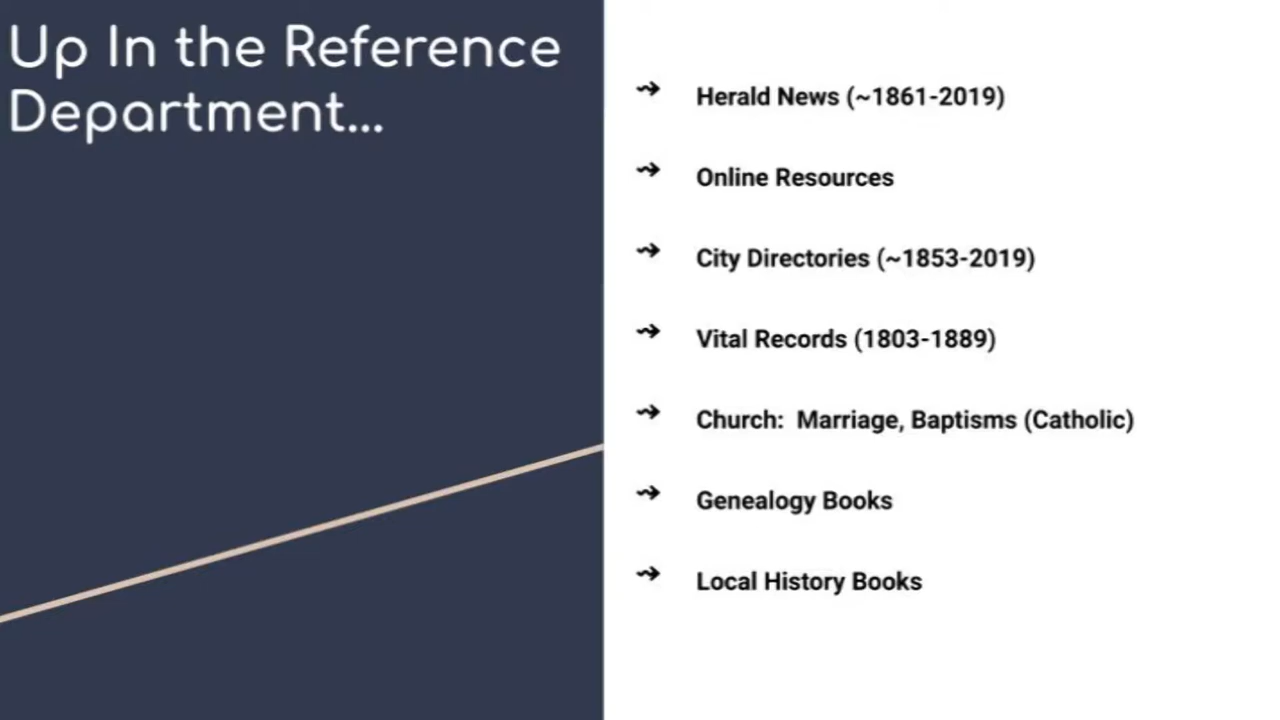 Up In the Reference
Department...
⇝ Herald News (~1861-2019)
⇝ Online Resources
⇝ City Directories (~1853-2019)
⇝ Vital Records (1803-1889)
⇝ Church:  Marriage, Baptisms (Catholic)
⇝ Genealogy Books
⇝ Local History Books